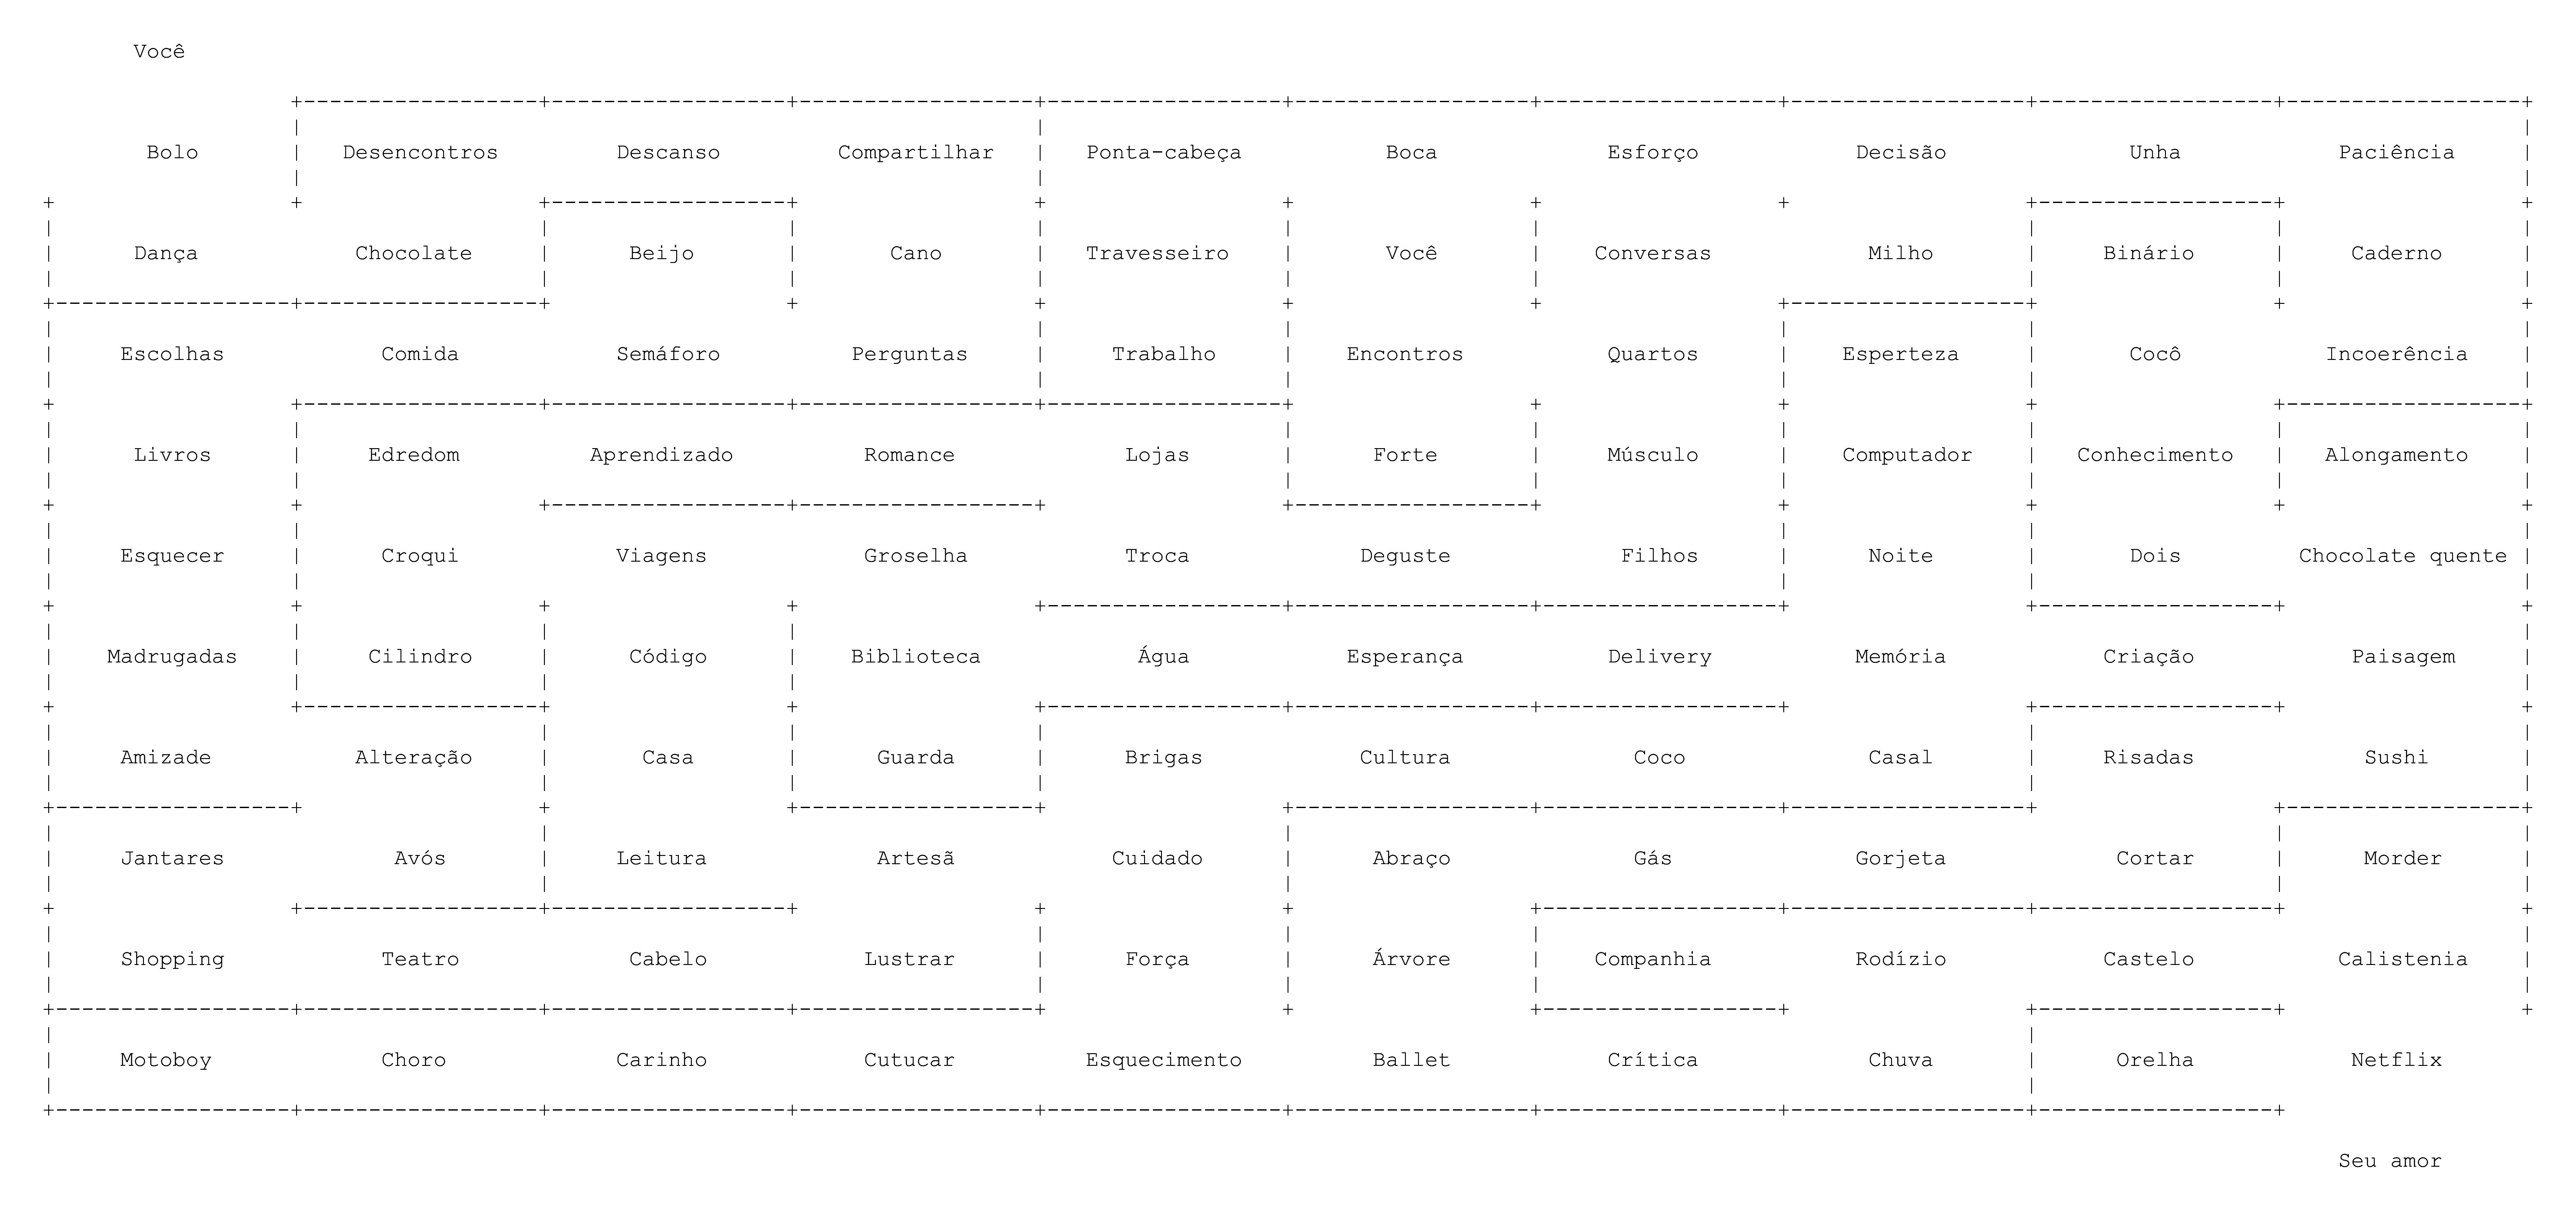 Você
Bolo Desencontros Descanso Compartilhar Ponta-cabeça Boca Esforço Decisão Unha Paciência
Dança Chocolate Beijo Cano Travesseiro Você Conversas Milho Binário Caderno
Escolhas Comida Semáforo Perguntas Trabalho Encontros Quartos Esperteza Cocô Incoerência
Livros Edredom Aprendizado Romance Lojas Forte Músculo Computador Conhecimento Alongamento
Esquecer Croqui Viagens Groselha Troca Deguste Filhos Noite Dois Chocolate quente
Madrugadas Cilindro Código Biblioteca Água Esperança Delivery Memória Criação Paisagem
Amizade Alteração Casa Guarda Brigas Cultura Coco Casal Risadas Sushi
Jantares Avós Leitura Artesã Cuidado Abraço Gás Gorjeta Cortar Morder
Shopping Teatro Cabelo Lustrar Força Árvore Companhia Rodízio Castelo Calistenia
Motoboy Choro Carinho Cutucar Esquecimento Ballet Crítica Chuva Orelha Netflix
Seu amor